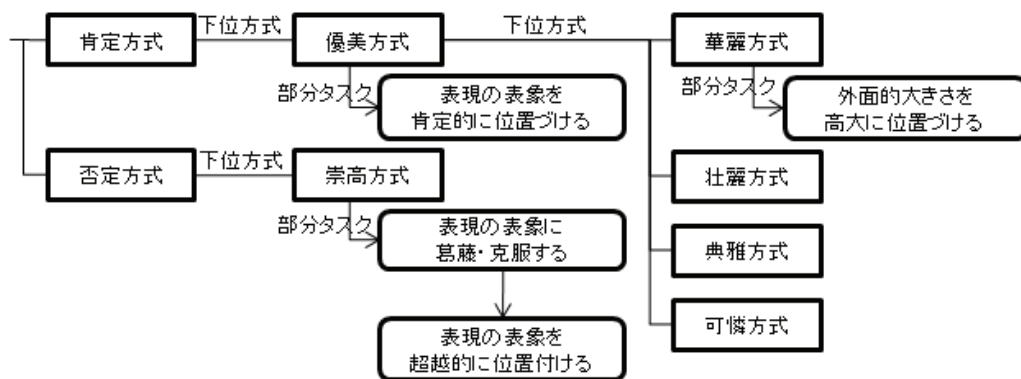 肯定方式
下位方式
優美方式
下位方式
華麗方式
部分タスク
表現の表象を
肯定的に位置づける
部分タスク
外面的大きさを
高大に位置づける
否定方式
下位方式
崇高方式
壮麗方式
部分タスク
表現の表象に
葛藤・克服する
典雅方式
表現の表象を
超越的に位置付ける
可憐方式